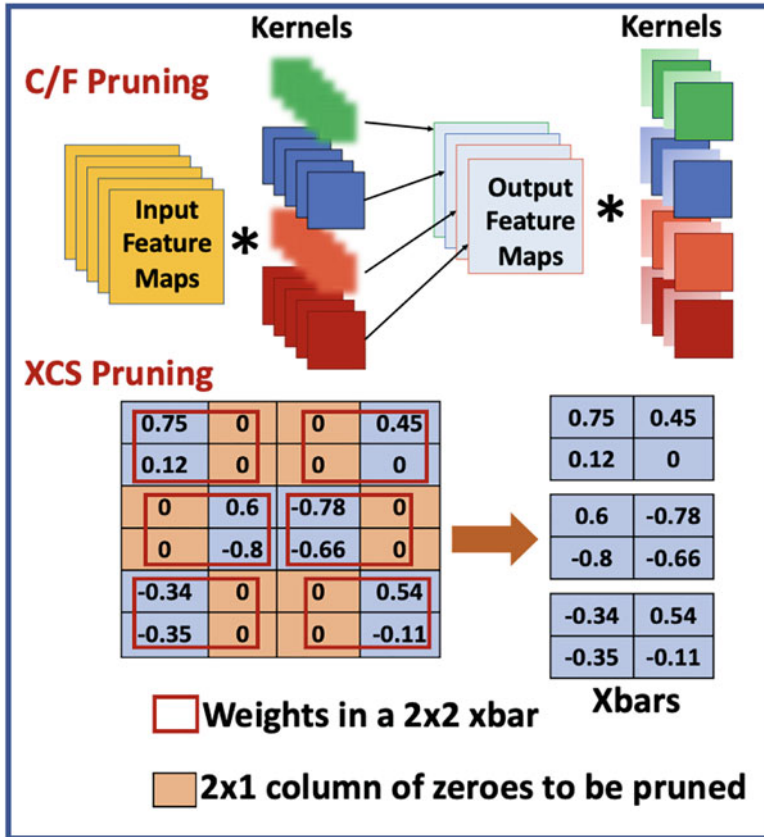 Kernels
Kernels
C/F Pruning
Input
Feature
Maps
*
Output
Feature
Maps
*
XCS Pruning
0.75 0 0 0.45
0.12 0 0 0
0 0.6 -0.78 0
0 -0.8 -0.66 0
-0.34 0 0 0.54
-0.35 0 0 -0.11
0.75 0.45
0.12 0
0.6 -0.78
-0.8 -0.66
-0.34 0.54
-0.35 -0.11
Xbars
Weights in a 2x2 xbar
2x1 column of zeroes to be pruned